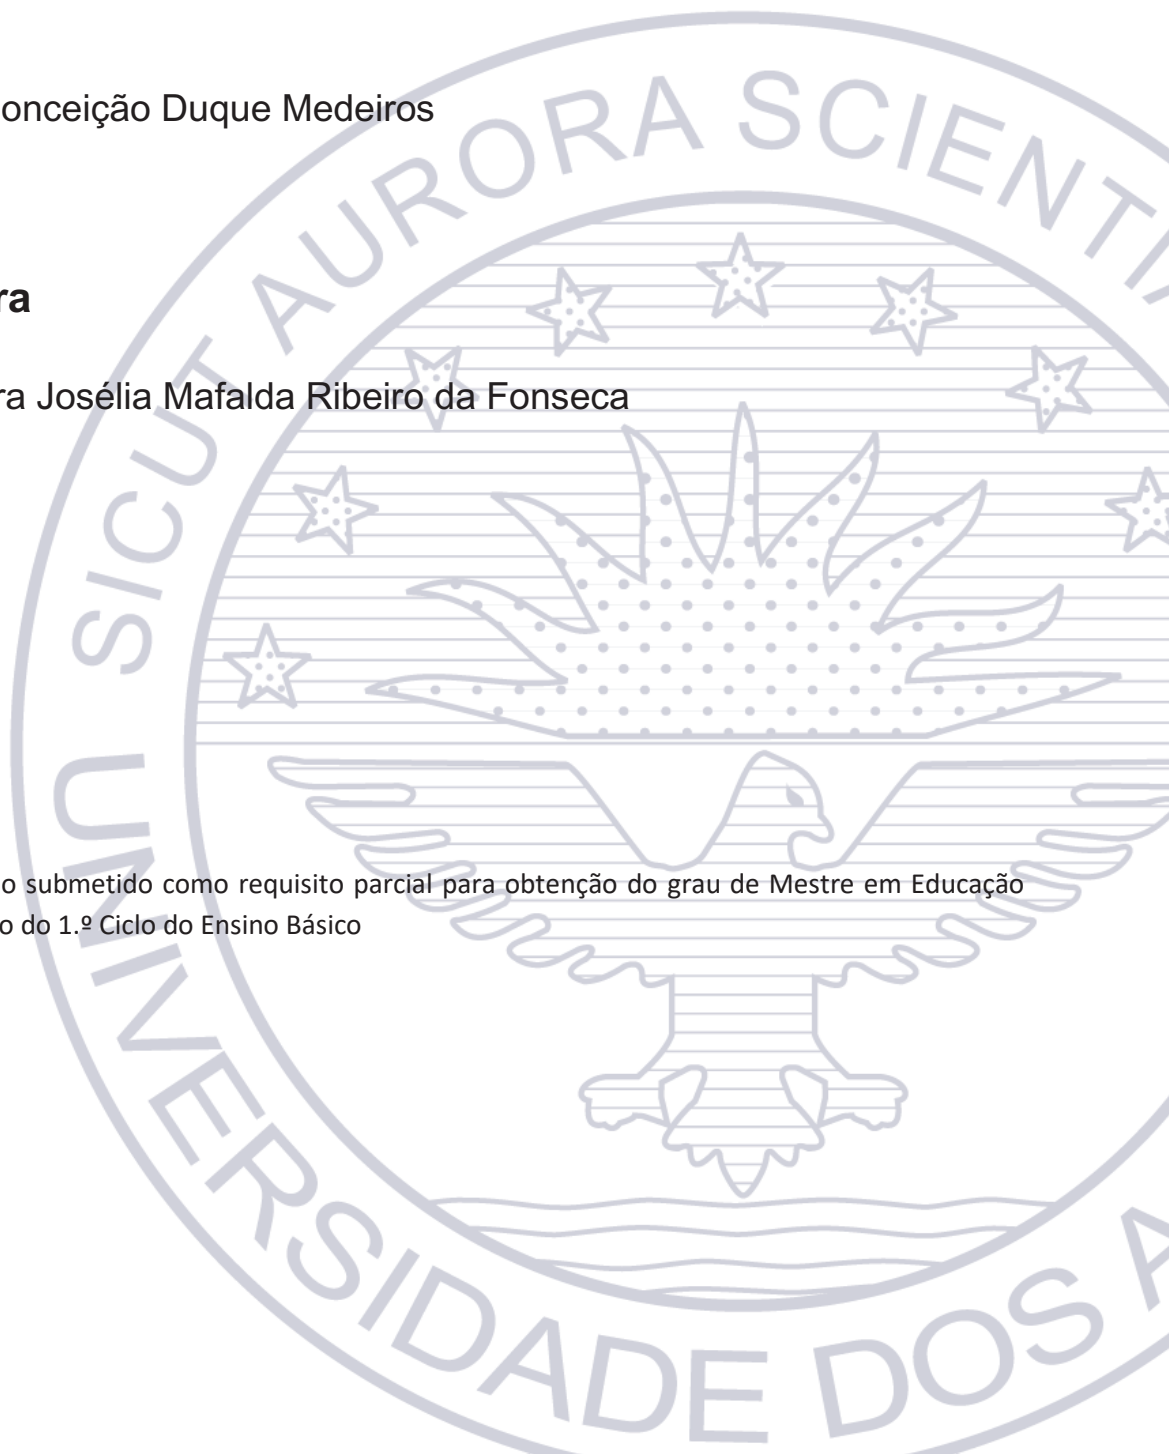 onceição Duque Medeiros
ra
ra Josélia Mafalda Ribeiro da Fonseca
o submetido como requisito parcial para obtenção do grau de Mestre em Educação
o do 1.º Ciclo do Ensino Básico
SICUT AURORA SCIENTIA
UNIVERSIDADE DOS A